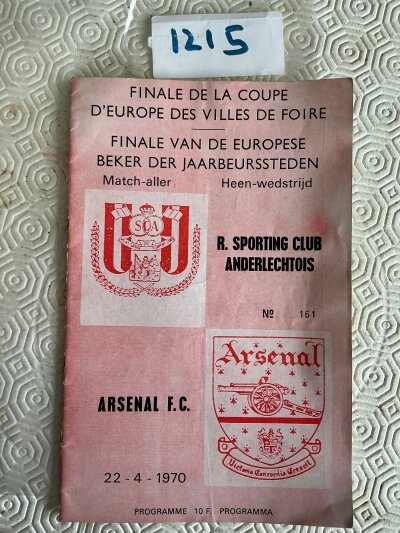 1215
FINALE DE LA COUPE
D'EUROPE DES VILLES DE FOIRE
FINALE VAN DE EUROPESE
BEKER DER JAARBEURSSTEDEN
Match-aller Heen-wedstrijd
SCA
R. SPORTING CLUB
ANDERLECHTOIS
Nº 161
Arsenal
ARSENAL F.C.
Victoria Concordia Crescit
22-4-1970
PROGRAMME 10 F. PROGRAMMA